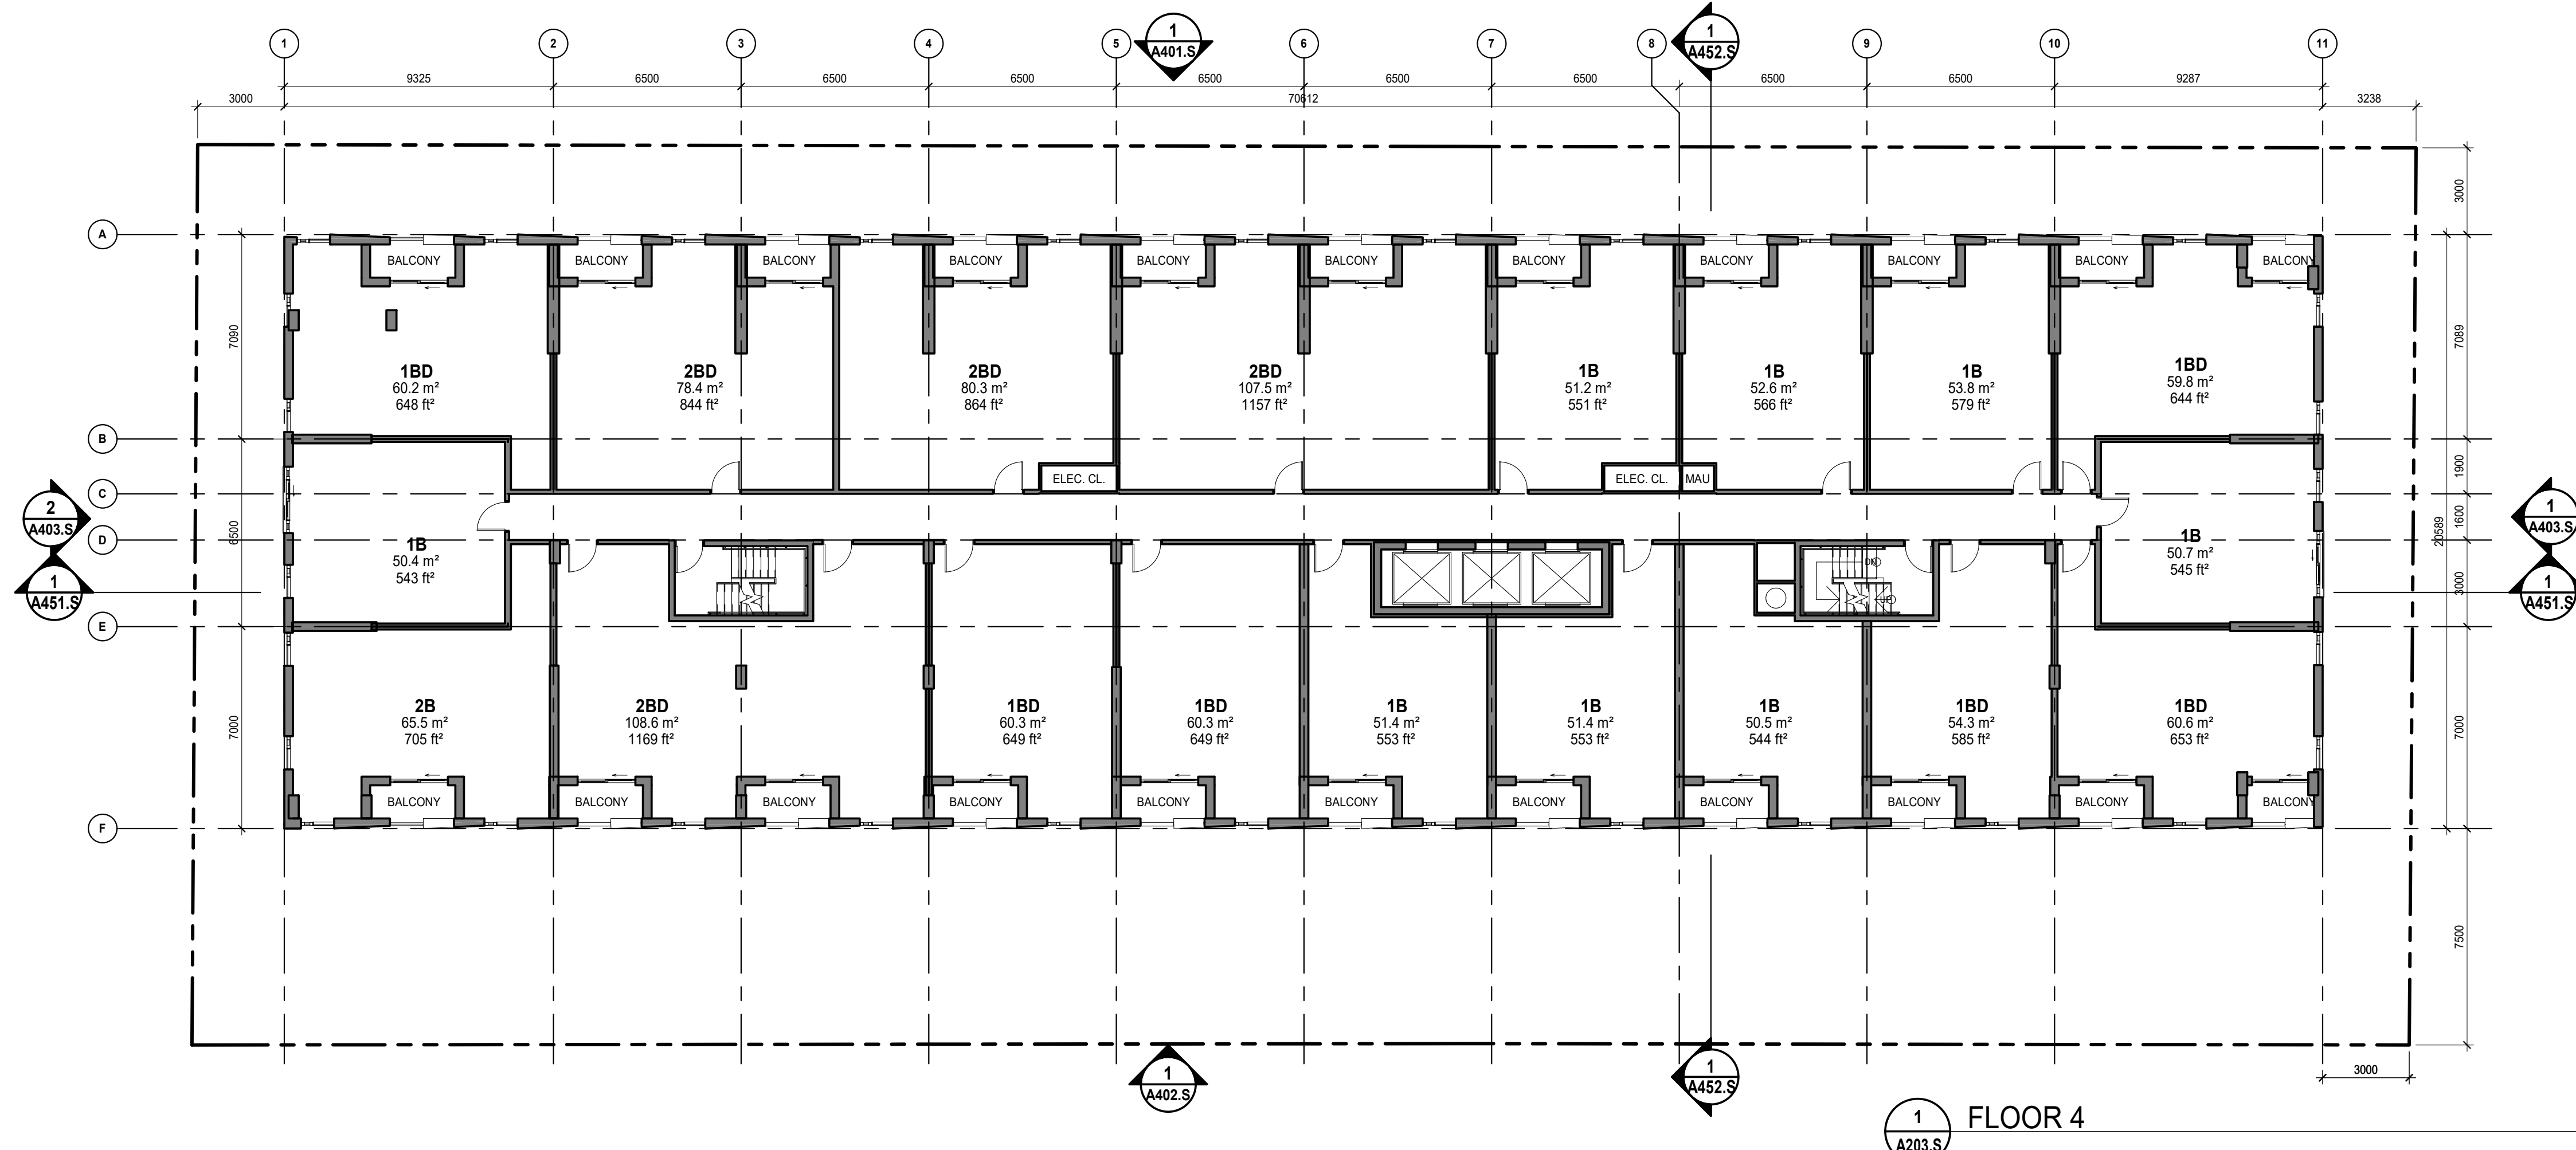 1
A401.S
1
A452.S
1
2
3
4
5
6
7
8
9
10
11
9325
6500
6500
6500
6500
6500
6500
6500
6500
9287
3000
70612
3238
3000
A
BALCONY
BALCONY
BALCONY
BALCONY
BALCONY
BALCONY
BALCONY
BALCONY
BALCONY
BALCONY
BALCONY
7090
7089
1BD
60.2 m²
648 ft²
2BD
78.4 m²
844 ft²
2BD
80.3 m²
864 ft²
2BD
107.5 m²
1157 ft²
1B
51.2 m²
551 ft²
1B
52.6 m²
566 ft²
1B
53.8 m²
579 ft²
1BD
59.8 m²
644 ft²
B
ELEC. CL.
ELEC. CL.
MAU
1900
C
2
A403.S
1
A403.S
6500
1600
20589
D
1B
50.4 m²
543 ft²
1B
50.7 m²
545 ft²
DN
UP
3000
1
A451.S
1
A451.S
E
2B
65.5 m²
705 ft²
2BD
108.6 m²
1169 ft²
1BD
60.3 m²
649 ft²
1BD
60.3 m²
649 ft²
1B
51.4 m²
553 ft²
1B
51.4 m²
553 ft²
1B
50.5 m²
544 ft²
1BD
54.3 m²
585 ft²
1BD
60.6 m²
653 ft²
7000
7000
BALCONY
BALCONY
BALCONY
BALCONY
BALCONY
BALCONY
BALCONY
BALCONY
BALCONY
BALCONY
BALCONY
F
7500
1
A402.S
1
A452.S
3000
1
A203.S
FLOOR 4